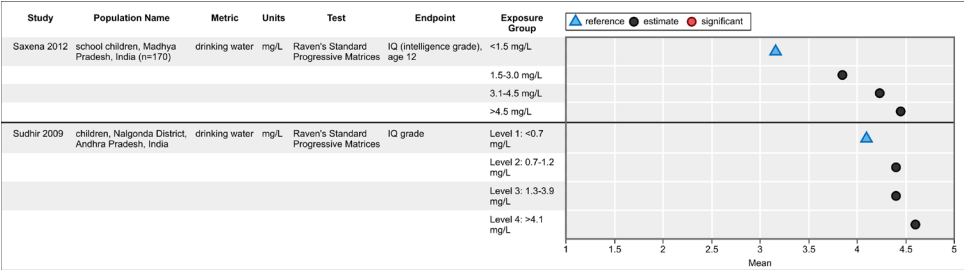 Study Population Name Metric Units Test Endpoint Exposure Group
reference estimate significant
Saxena 2012 school children, Madhya Pradesh, India (n=170) drinking water mg/L Raven's Standard Progressive Matrices IQ (intelligence grade), age 12 <1.5 mg/L
1.5-3.0 mg/L
3.1-4.5 mg/L
>4.5 mg/L
Sudhir 2009 children, Nalgonda District, Andhra Pradesh, India drinking water mg/L Raven's Standard Progressive Matrices IQ grade Level 1: <0.7 mg/L
Level 2: 0.7-1.2 mg/L
Level 3: 1.3-3.9 mg/L
Level 4: >4.1 mg/L
1 1.5 2 2.5 3 3.5 4 4.5 5
Mean